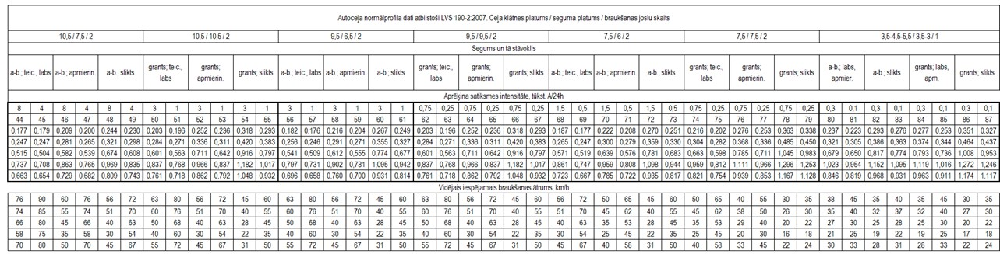 Autoceļa normālprofila dati atbilstoši LVS 190-2:2007. Ceļa klātnes platums / seguma platums / braukšanas joslu skaits
10,5 / 7,5 / 2 10,5 / 10,5 / 2 9,5 / 6,5 / 2 9,5 / 9,5 / 2 7,5 / 6 / 2 7,5 / 7,5 / 2 3,5-4,5-5,5 / 3,5-3 / 1
Segums un tā stāvoklis
a-b.; teic., labs a-b.; apmierin. a-b.; slikts grants; teic., labs grants; apmierin. grants; slikts a-b.; teic., labs a-b.; apmierin. a-b.; slikts grants; teic., labs grants; apmierin. grants; slikts a-b.; teic., labs a-b.; apmierin. a-b.; slikts grants; teic., labs grants; apmierin. grants; slikts a-b.; labs, apmier. a-b.; slikts grants; labs, apm. grants; slikts
Aprēķina satiksmes intensitāte, tūkst. A/24h
8 4 8 4 8 4 3 1 3 1 3 1 3 1 3 1 3 1 0,75 0,25 0,75 0,25 0,75 0,25 1,5 0,5 1,5 0,5 1,5 0,5 0,75 0,25 0,75 0,25 0,75 0,25 0,3 0,1 0,3 0,1 0,3 0,1 0,3 0,1
44 45 46 47 48 49 50 51 52 53 54 55 56 57 58 59 60 61 62 63 64 65 66 67 68 69 70 71 72 73 74 75 76 77 78 79 80 81 82 83 84 85 86 87
0,177 0,179 0,209 0,200 0,244 0,230 0,203 0,196 0,252 0,236 0,318 0,293 0,182 0,176 0,216 0,204 0,267 0,249 0,203 0,196 0,252 0,236 0,318 0,293 0,187 0,177 0,222 0,208 0,270 0,251 0,216 0,202 0,276 0,253 0,363 0,338 0,237 0,223 0,293 0,276 0,277 0,253 0,351 0,327
0,247 0,247 0,281 0,265 0,321 0,298 0,284 0,271 0,336 0,311 0,420 0,383 0,256 0,246 0,291 0,271 0,355 0,327 0,284 0,271 0,336 0,311 0,420 0,383 0,265 0,247 0,300 0,279 0,359 0,330 0,304 0,282 0,368 0,336 0,485 0,450 0,321 0,305 0,386 0,363 0,374 0,344 0,464 0,437
0,515 0,504 0,582 0,539 0,674 0,608 0,601 0,563 0,711 0,642 0,916 0,797 0,541 0,509 0,612 0,555 0,774 0,677 0,601 0,563 0,711 0,642 0,916 0,797 0,571 0,519 0,639 0,576 0,781 0,683 0,663 0,598 0,785 0,711 1,045 0,983 0,679 0,650 0,817 0,774 0,793 0,736 1,008 0,953
0,737 0,708 0,863 0,765 0,969 0,835 0,837 0,768 0,966 0,837 1,182 1,017 0,797 0,731 0,902 0,781 1,095 0,942 0,837 0,768 0,966 0,837 1,182 1,017 0,861 0,747 0,959 0,808 1,098 0,944 0,959 0,812 1,111 0,966 1,296 1,253 1,023 0,954 1,152 1,095 1,119 1,016 1,272 1,246
0,663 0,654 0,729 0,682 0,809 0,743 0,761 0,718 0,862 0,792 1,048 0,932 0,696 0,658 0,760 0,700 0,931 0,814 0,761 0,718 0,862 0,792 1,048 0,932 0,723 0,667 0,785 0,722 0,935 0,817 0,821 0,754 0,939 0,853 1,167 1,128 0,846 0,819 0,968 0,931 0,963 0,911 1,174 1,117
Vidējais iespējamais braukšanas ātrums, km/h
76 90 60 76 56 72 63 80 56 72 45 60 63 80 56 72 45 60 63 80 56 72 45 60 56 72 50 65 45 60 50 65 40 55 30 35 38 45 35 40 35 40 30 35
74 85 55 74 51 70 60 76 51 70 40 55 60 76 51 70 40 55 60 76 51 70 40 55 51 70 45 62 40 55 45 62 38 50 26 30 35 40 32 37 32 40 27 30
66 80 45 66 40 63 50 68 40 63 28 45 50 66 40 63 28 45 50 68 40 63 28 45 40 63 35 53 28 45 35 53 29 40 20 22 27 30 25 28 25 30 20 22
58 75 35 58 30 54 40 60 30 54 22 35 40 60 30 54 22 35 40 60 30 54 22 35 30 54 25 45 22 35 25 45 20 30 16 18 21 25 19 22 19 25 17 18
70 80 50 70 45 67 55 72 45 67 31 50 55 72 45 67 31 50 55 72 45 67 31 50 45 67 40 58 31 50 40 58 33 45 22 24 30 33 28 31 28 33 22 24